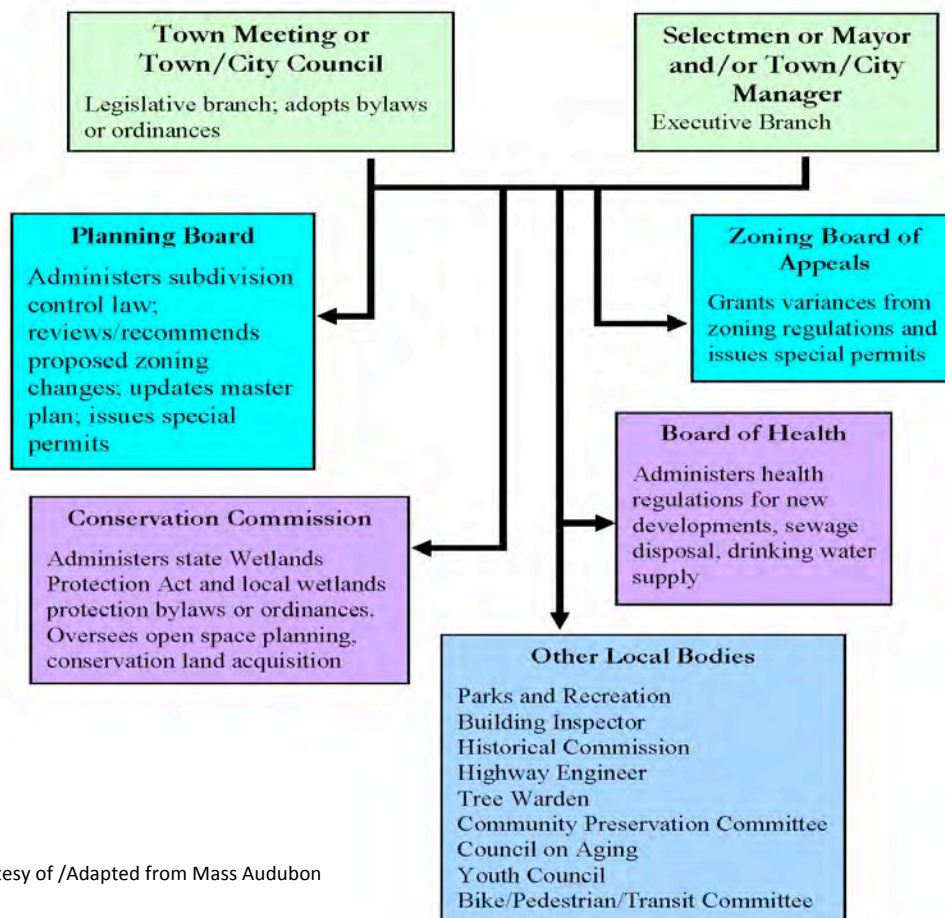 Town Meeting or
Town/City Council
Legislative branch; adopts bylaws
or ordinances
Selectmen or Mayor
and/or Town/City
Manager
Executive Branch
Planning Board
Administers subdivision
control law;
reviews/recommends
proposed zoning
changes; updates master
plan; issues special
permits
Zoning Board of
Appeals
Grants variances from
zoning regulations and
issues special permits
Board of Health
Administers health
regulations for new
developments, sewage
disposal, drinking water
supply
Conservation Commission
Administers state Wetlands
Protection Act and local wetlands
protection bylaws or ordinances.
Oversees open space planning,
conservation land acquisition
Other Local Bodies
Parks and Recreation
Building Inspector
Historical Commission
Highway Engineer
Tree Warden
Community Preservation Committee
Council on Aging
Youth Council
Bike/Pedestrian/Transit Committee
tesy of /Adapted from Mass Audubon